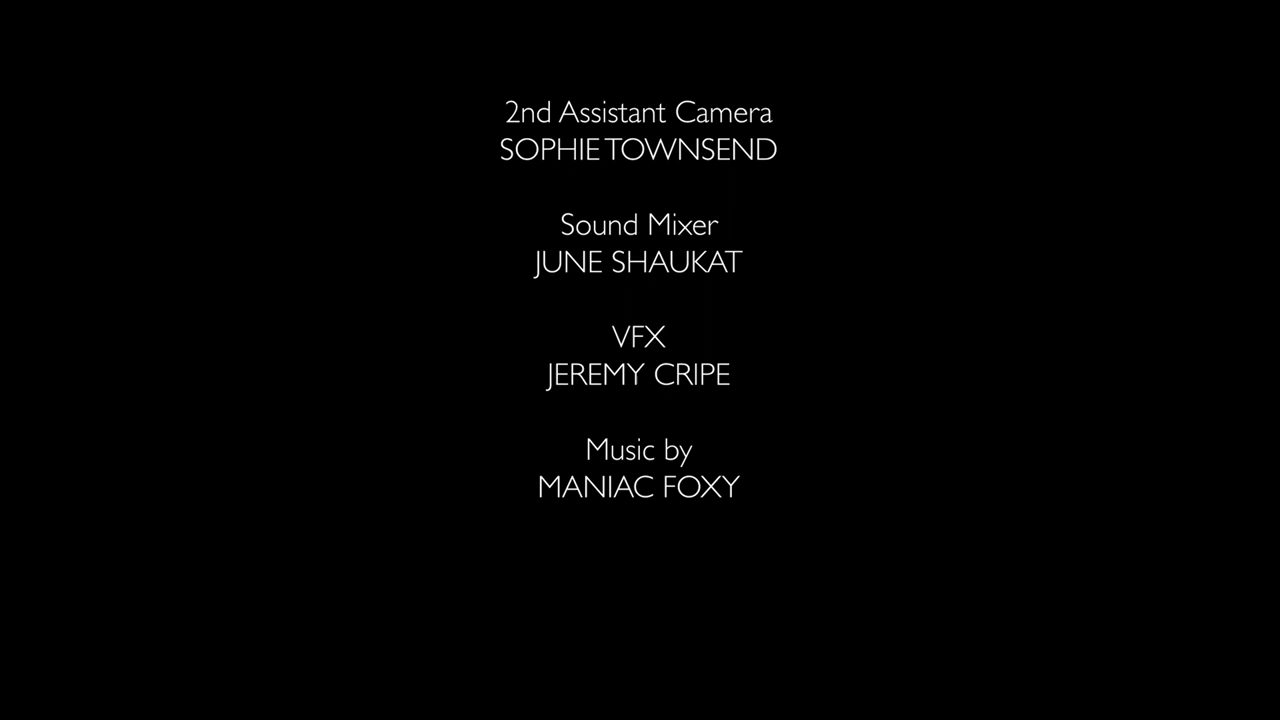 2nd Assistant Camera
SOPHIE TOWNSEND
Sound Mixer
JUNE SHAUKAT
VFX
JEREMY CRIPE
Music by
MANIAC FOXY